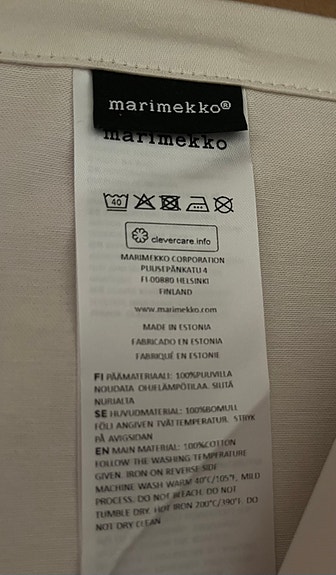 marimekko®
marimekko
40
clevercare.info
MARIMEKKO CORPORATION
PUUSEPÄNKATU 4
FI-00880 HELSINKI
FINLAND
www.marimekko.com
MADE IN ESTONIA
FABRICADO EN ESTONIA
FABRIQUÉ EN ESTONIE
FI PÄÄMATERIAALI: 100%PUUVILLA
NOUDATA OHJELÄMPÖTILAA. SILITÄ
NURJALTA
SE HUVUDMATERIAL: 100%BOMULL
FÖLJ ANGIVEN TVÄTTEMPERATUR. STRYK
PÅ AVIGSIDAN
EN MAIN MATERIAL: 100%COTTON
FOLLOW THE WASHING TEMPERATURE
GIVEN. IRON ON REVERSE SIDE
MACHINE WASH WARM 40°C/105°F, MILD
PROCESS. DO NOT BLEACH. DO NOT
TUMBLE DRY. HOT IRON 200°C/390°F. DO
NOT DRY CLEAN